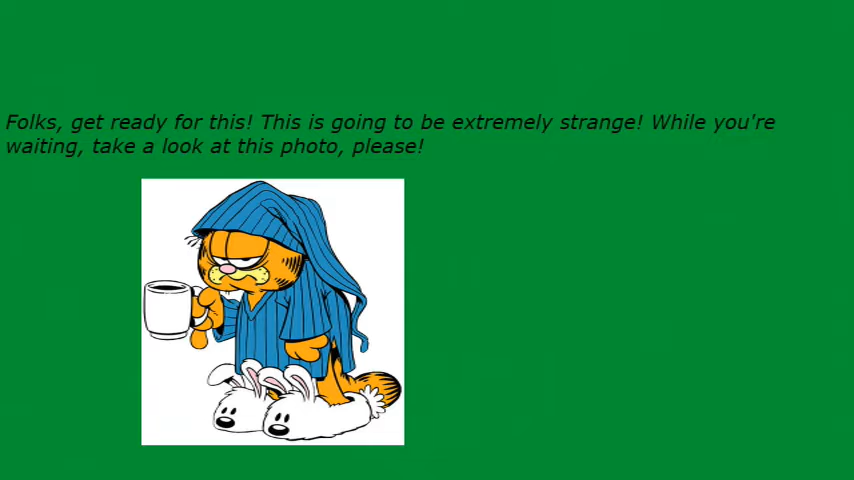 Folks, get ready for this! This is going to be extremely strange! While you're
waiting, take a look at this photo, please!